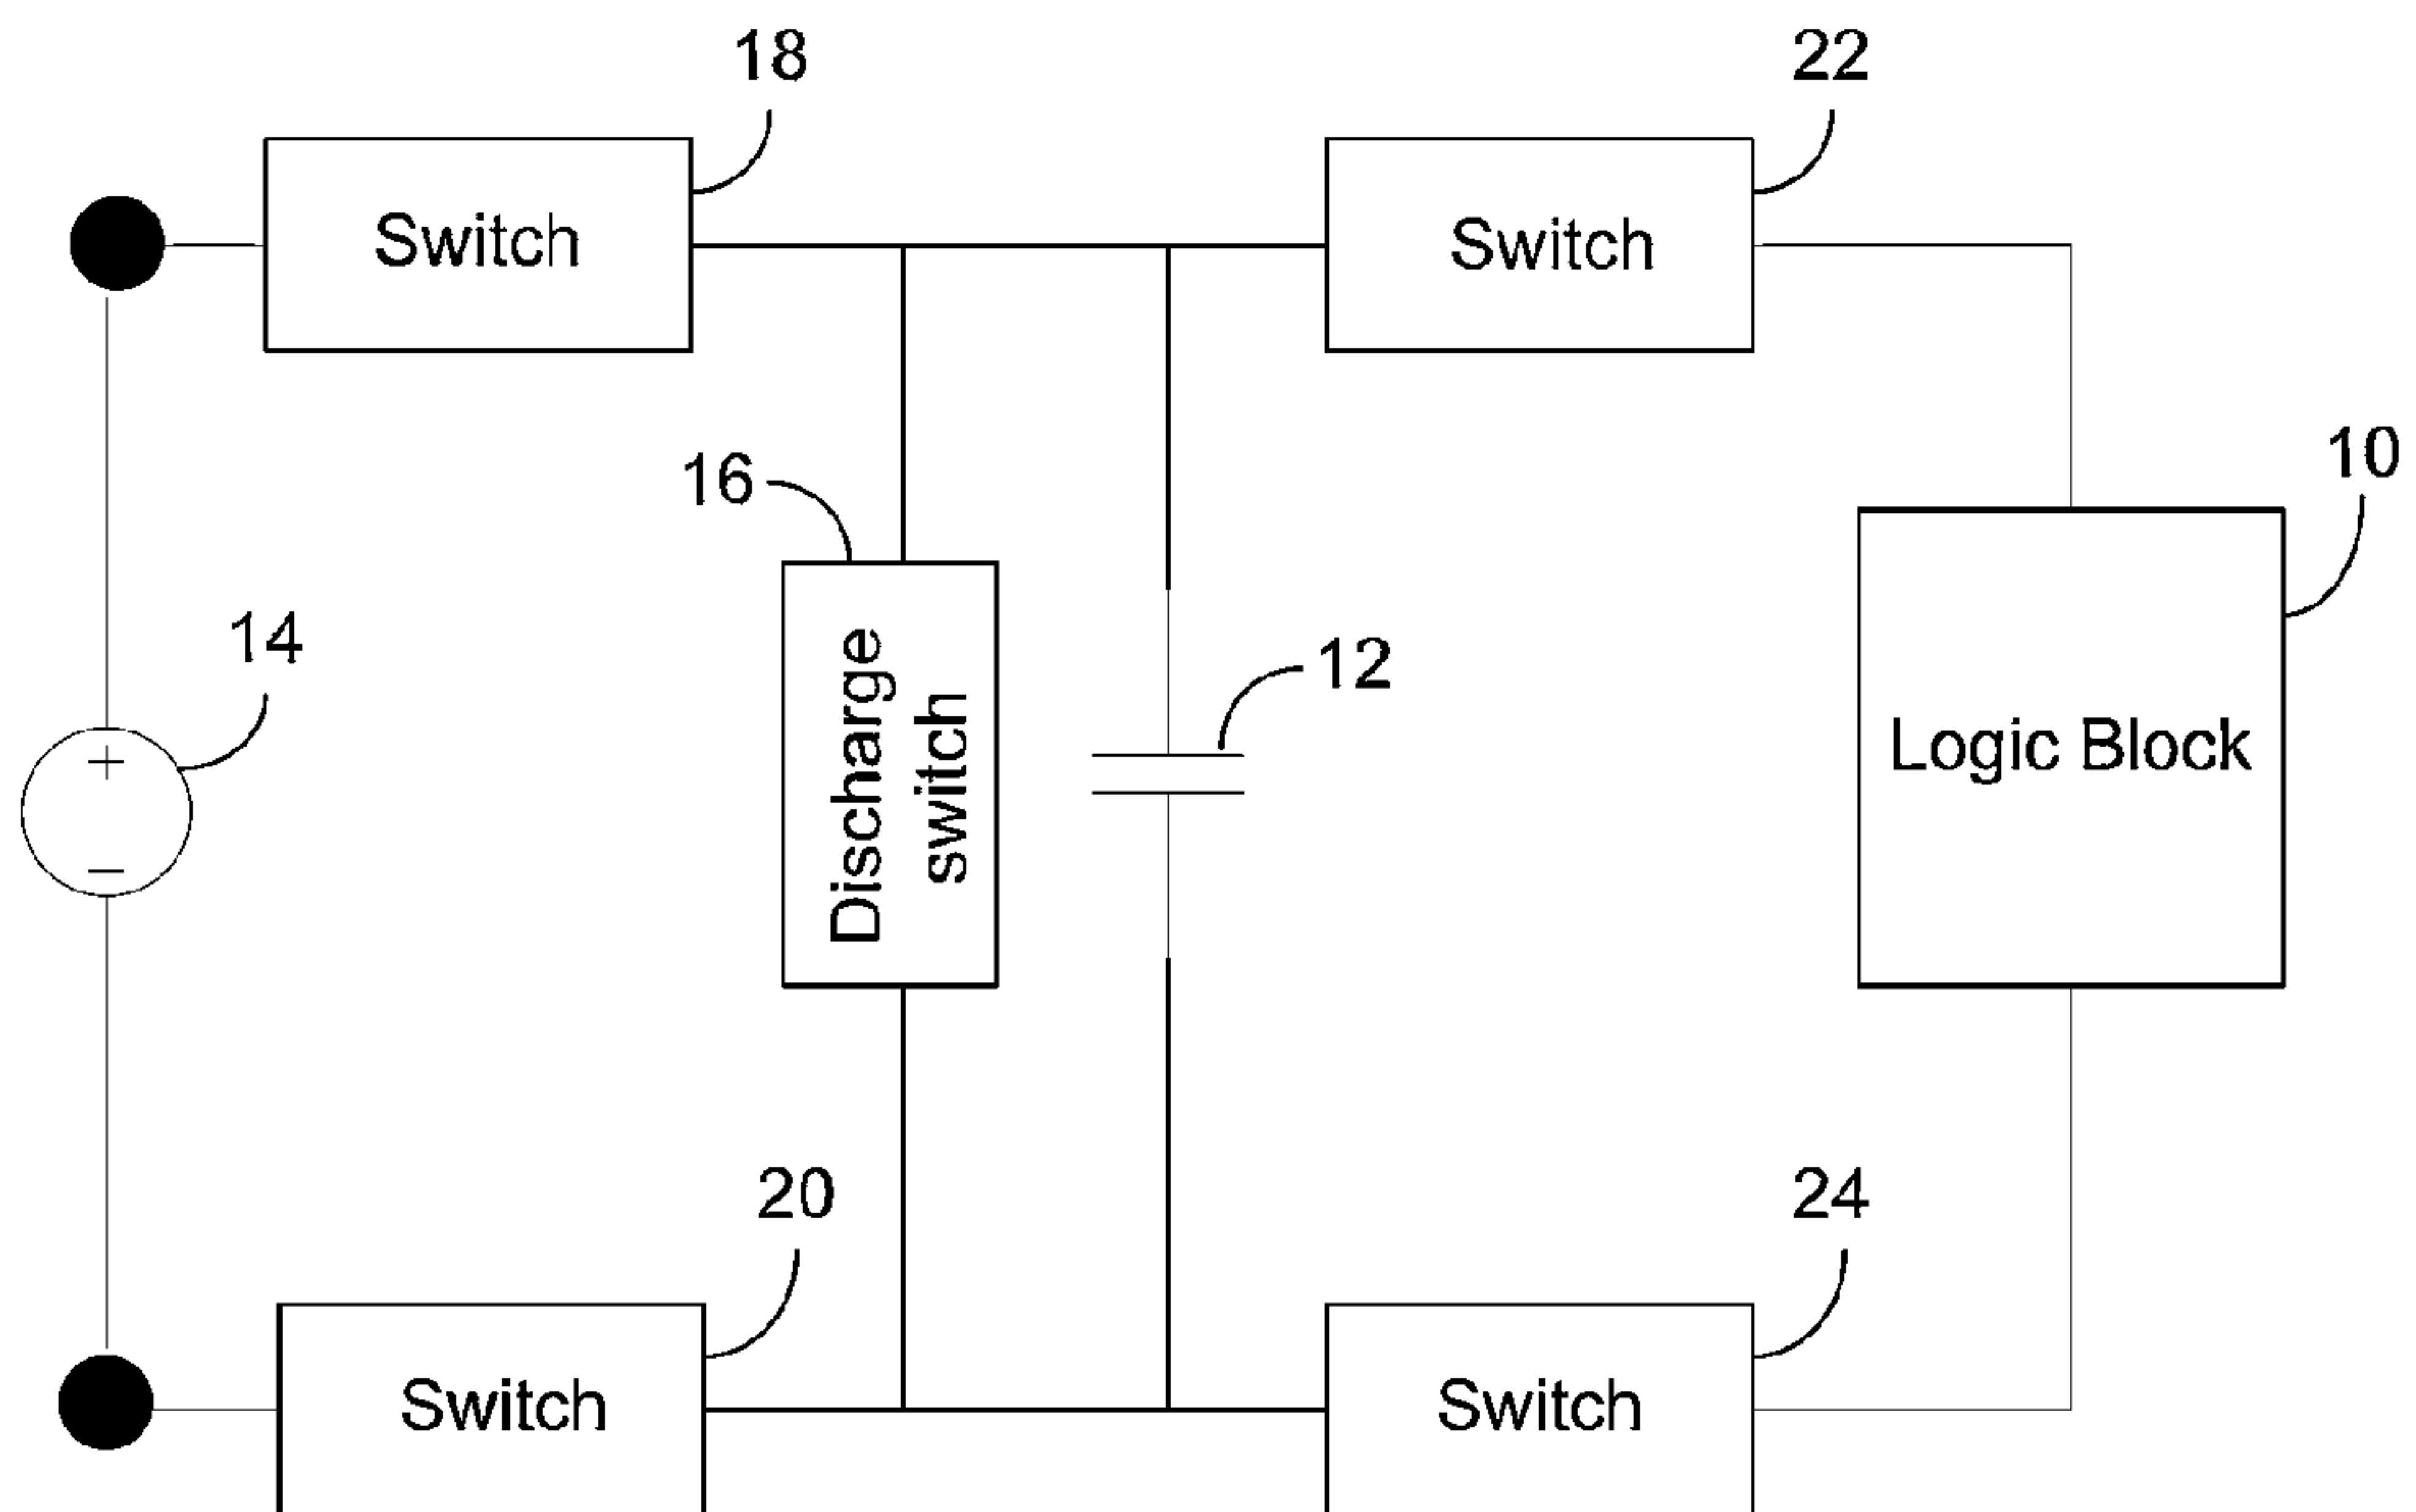 18
22
Switch
Switch
16
10
14
12
Discharge
switch
Logic Block
+
−
20
24
Switch
Switch